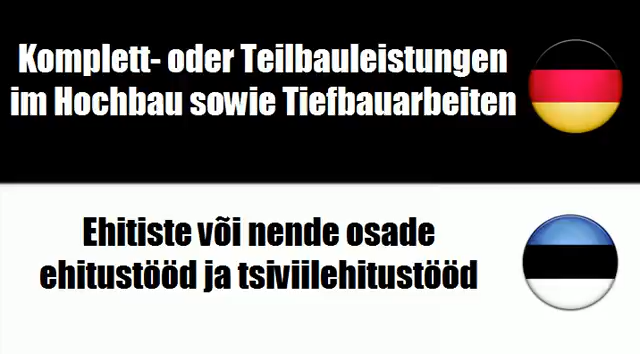 Komplett- oder Teilbauleistungen
im Hochbau sowie Tiefbauarbeiten
Ehitiste või nende osade
ehitustööd ja tsiviilehitustööd